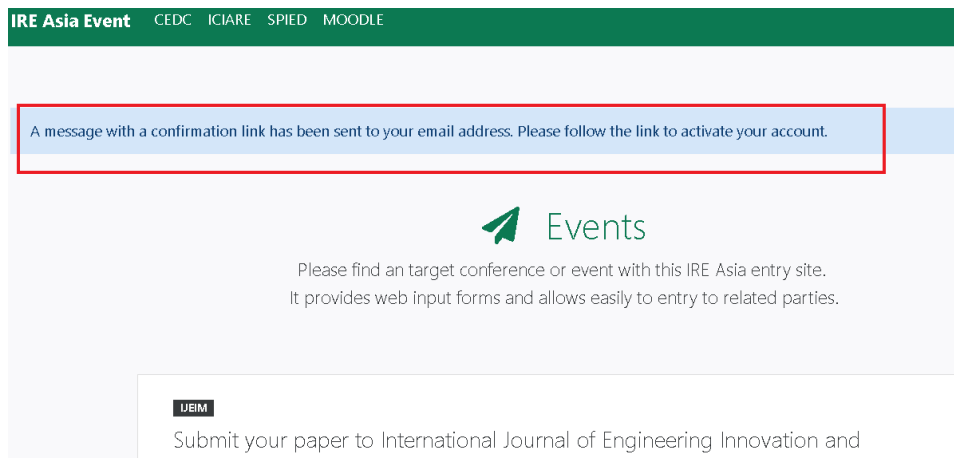 IRE Asia Event CEDC ICIARE SPIED MOODLE
A message with a confirmation link has been sent to your email address. Please follow the link to activate your account.
Events
Please find an target conference or event with this IRE Asia entry site.
It provides web input forms and allows easily to entry to related parties.
IJEIM
Submit your paper to International Journal of Engineering Innovation and